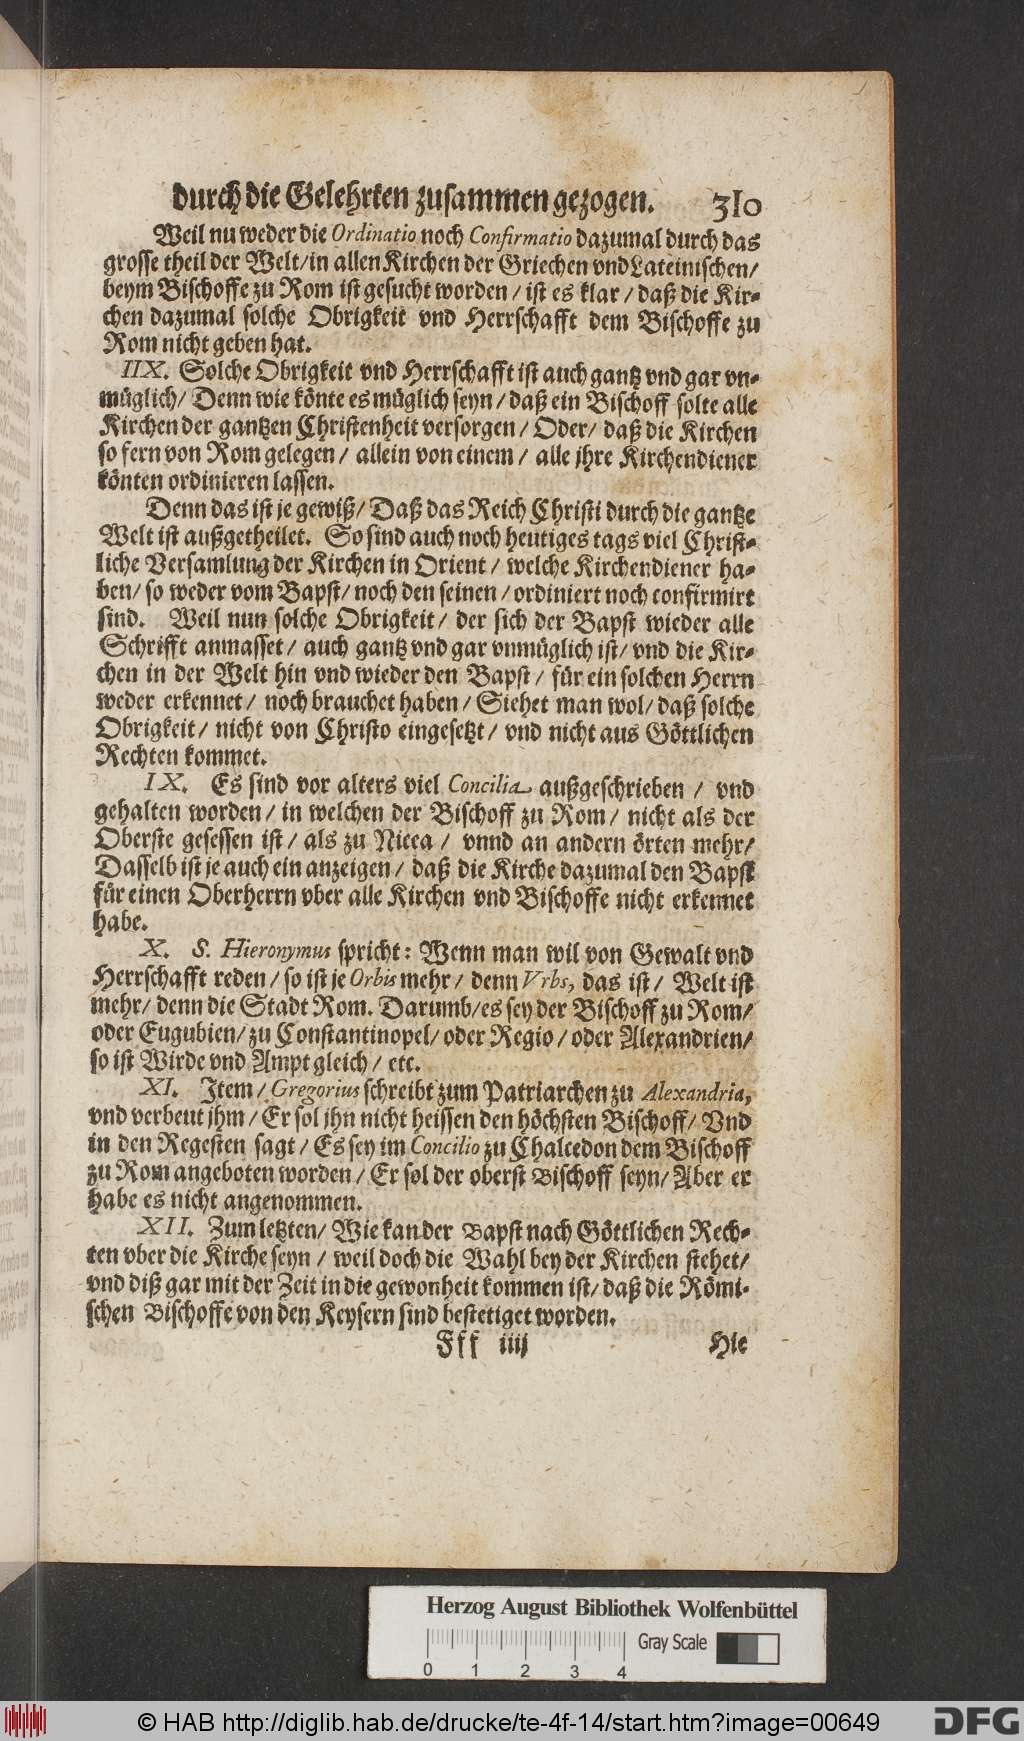 durch die Gelehrten zusammen gezogen. 310
Weil nu weder die Ordinatio noch Confirmatio dazumal durch das
grosse theil der Welt/in allen Kirchen der Griechen vnd Lateinischen/
beym Bischoffe zu Rom ist gesucht worden / ist es klar / daß die Kir-
chen dazumal solche Obrigkeit vnd Herrschafft dem Bischoffe zu
Rom nicht geben hat.
IIX. Solche Obrigkeit vnd Herrschafft ist auch gantz vnd gar vn-
müglich/ Denn wie könte es müglich seyn / daß ein Bischoff solte alle
Kirchen der gantzen Christenheit versorgen / Oder/ daß die Kirchen
so fern von Rom gelegen / allein von einem / alle jhre Kirchendiener
könten ordinieren lassen.
Denn das ist je gewiß/ Daß das Reich Christi durch die gantze
Welt ist außgetheilet. So sind auch noch heutiges tags viel Christ-
liche Versamlung der Kirchen in Orient / welche Kirchendiener ha-
ben/ so weder vom Bapst/ noch den seinen / ordiniert noch confirmirt
sind. Weil nun solche Obrigkeit / der sich der Bapst wieder alle
Schrifft anmasset / auch gantz vnd gar vnmüglich ist/ vnd die Kir-
chen in der Welt hin vnd wieder den Bapst / für ein solchen Herrn
weder erkennet / noch brauchet haben / Siehet man wol/ daß solche
Obrigkeit / nicht von Christo eingesetzt / vnd nicht aus Göttlichen
Rechten kommet.
IX. Es sind vor alters viel Concilia außgeschrieben / vnd
gehalten worden / in welchen der Bischoff zu Rom / nicht als der
Oberste gesessen ist / als zu Nicea / vnnd an andern örten mehr/
Dasselb ist je auch ein anzeigen / daß die Kirche dazumal den Bapst
für einen Oberherrn vber alle Kirchen vnd Bischoffe nicht erkennet
habe.
X. S. Hieronymus spricht: Wenn man wil von Gewalt vnd
Herrschafft reden / so ist je Orbis mehr / denn Vrbs, das ist / Welt ist
mehr/ denn die Stadt Rom. Darumb/es sey der Bischoff zu Rom/
oder Eugubien/ zu Constantinopel/ oder Regio / oder Alexandrien/
so ist Wirde vnd Ampt gleich / etc.
XI. Item / Gregorius schreibt zum Patriarchen zu Alexandria,
vnd verbeut jhm / Er sol jhn nicht heissen den höchsten Bischoff/ Vnd
in den Regesten sagt / Es sey im Concilio zu Chalcedon dem Bischoff
zu Rom angeboten worden / Er sol der oberst Bischoff seyn/ Aber er
habe es nicht angenommen.
XII. Zum letzten/ Wie kan der Bapst nach Göttlichen Rech-
ten vber die Kirche seyn / weil doch die Wahl bey der Kirchen stehet/
vnd diß gar mit der Zeit in die gewonheit kommen ist/ daß die Römi-
schen Bischoffe von den Keysern sind bestetiget worden.
Fff iiij Hie
Herzog August Bibliothek Wolfenbüttel
Gray Scale
0 1 2 3 4
© HAB http://diglib.hab.de/drucke/te-4f-14/start.htm?image=00649
DFG